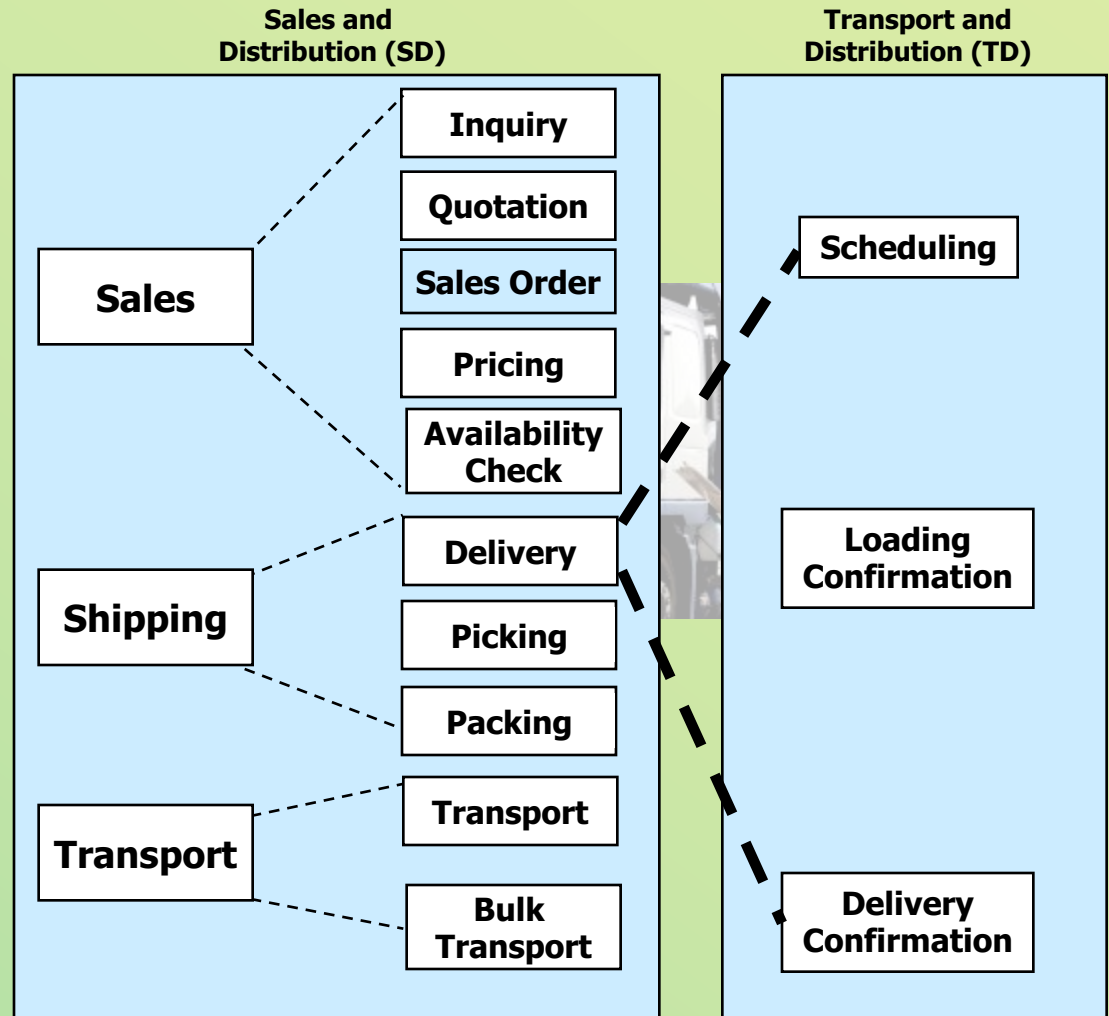 Sales and
Distribution (SD)
Transport and
Distribution (TD)
Sales
Inquiry
Quotation
Sales Order
Pricing
Availability
Check
Shipping
Delivery
Picking
Packing
Transport
Transport
Bulk
Transport
Scheduling
Loading
Confirmation
Delivery
Confirmation